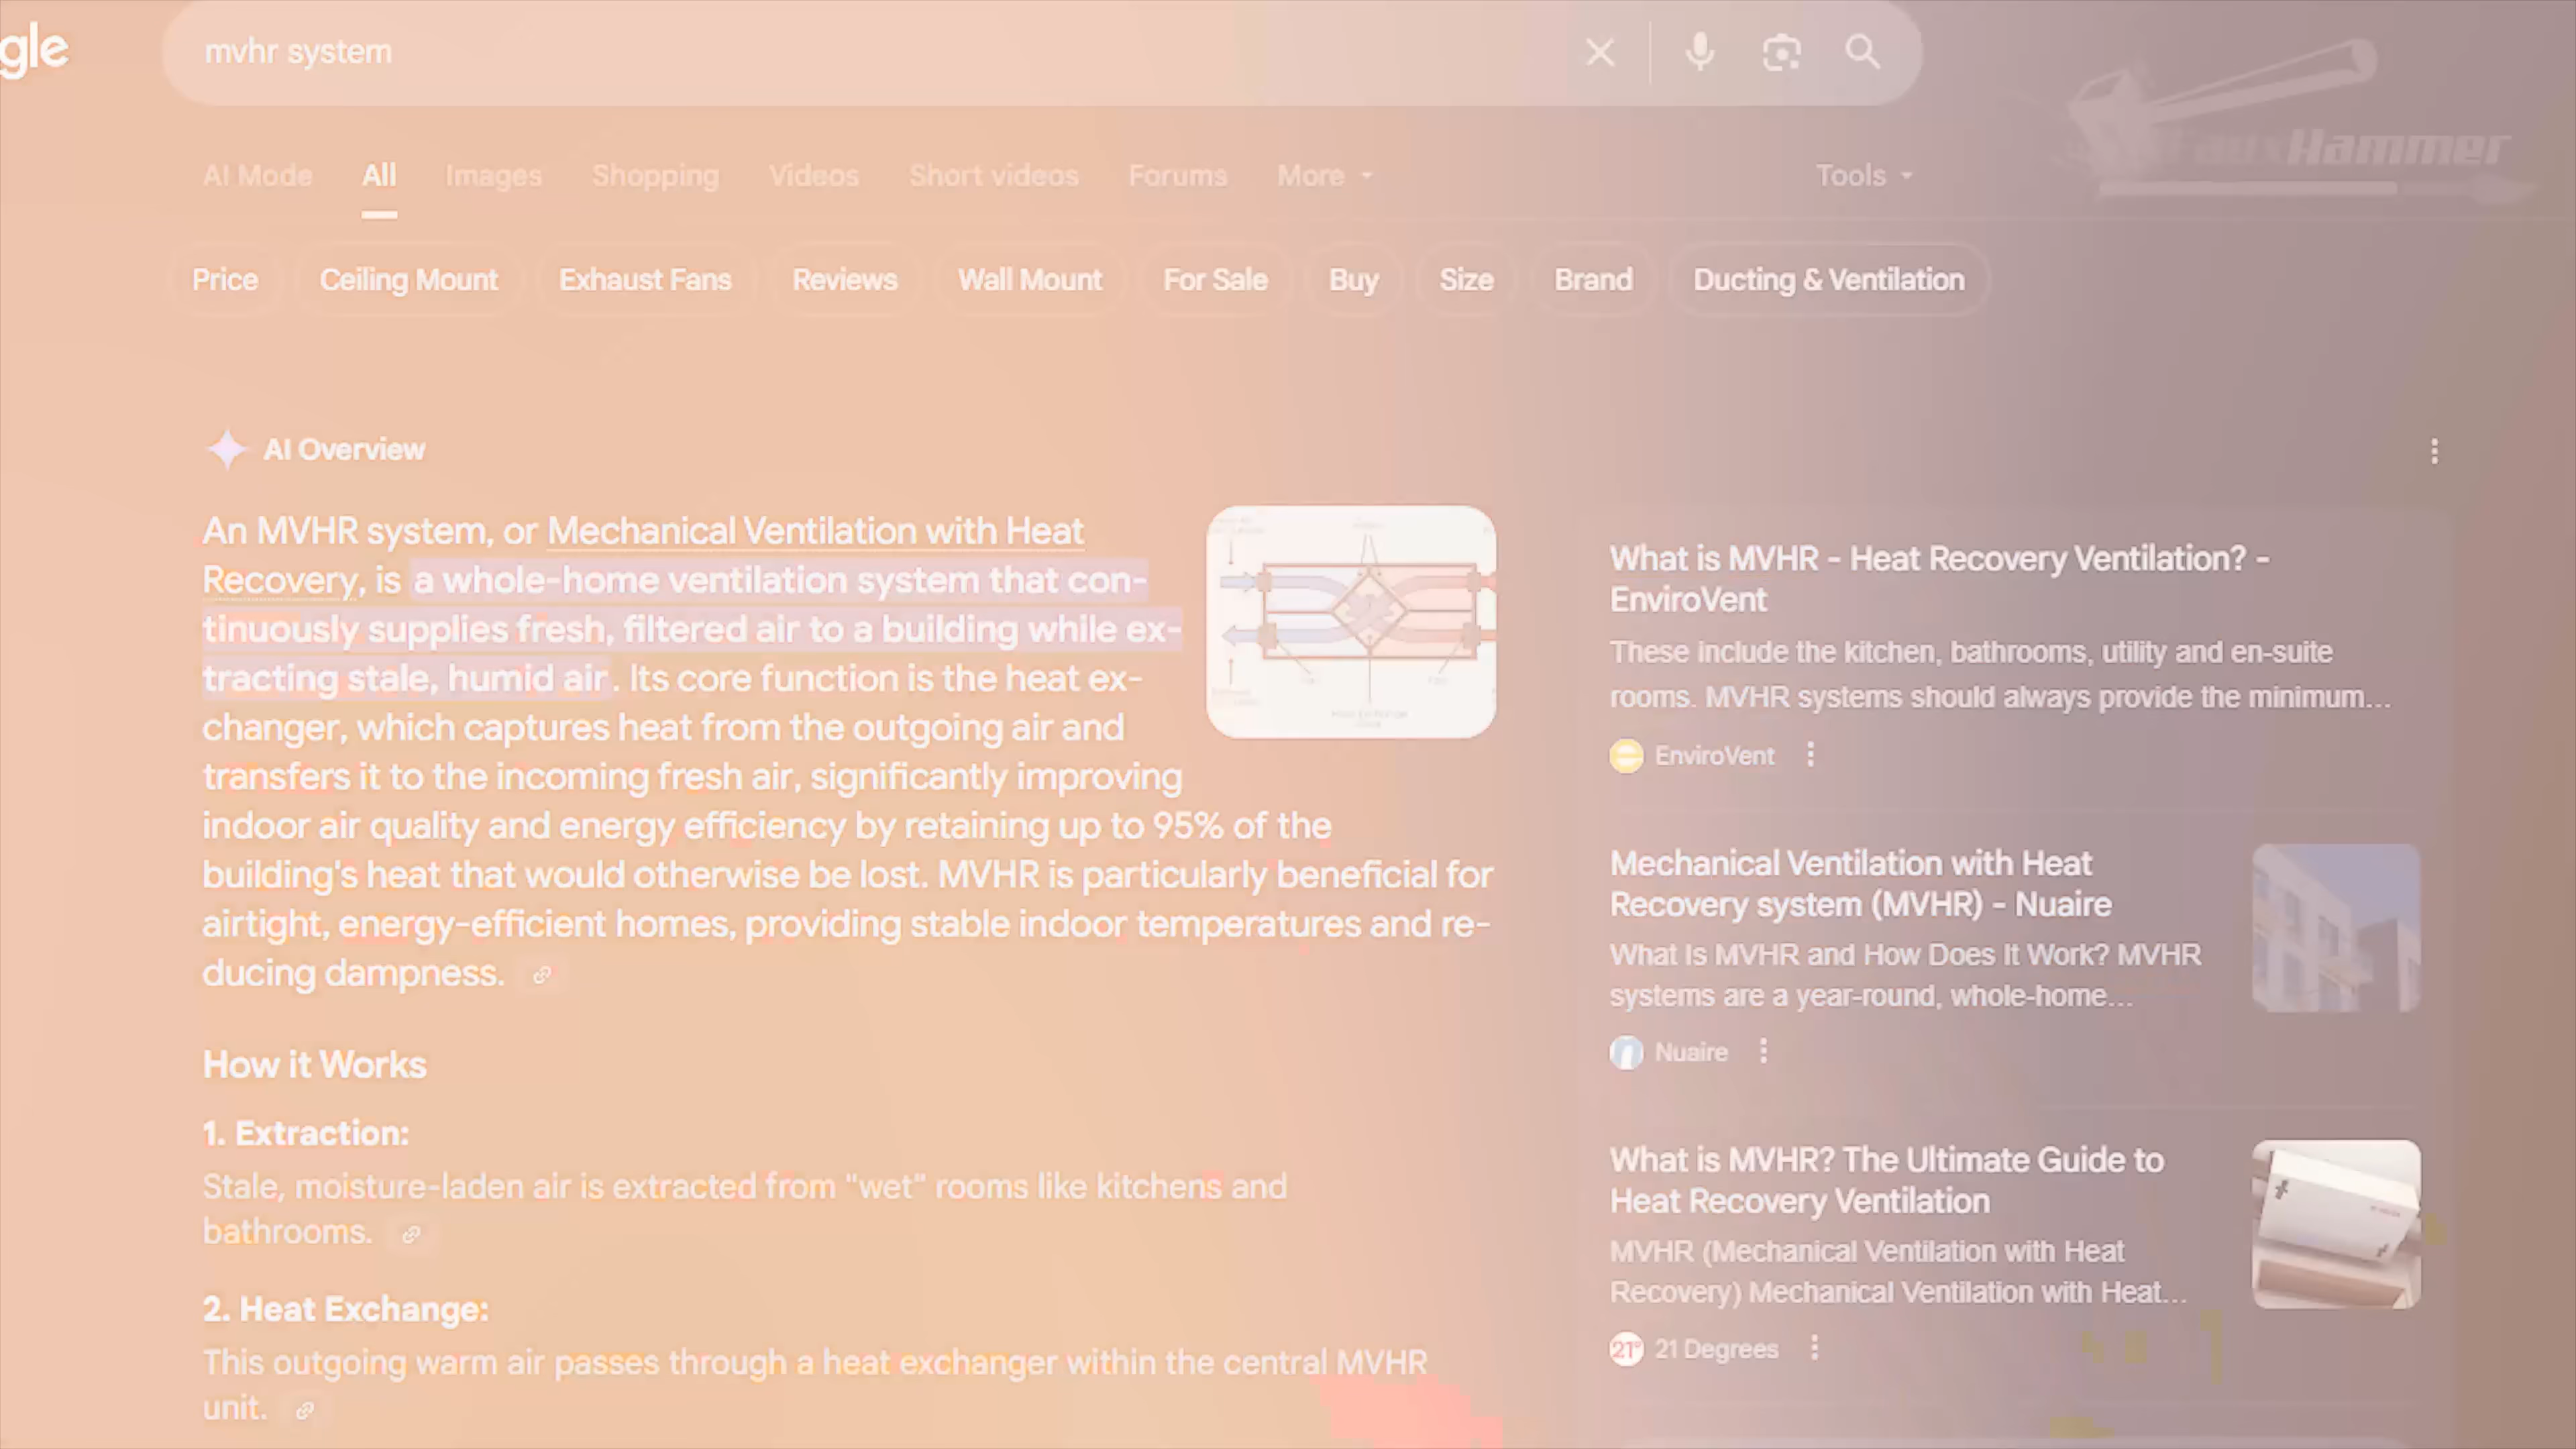 gle
mvhr system
AI Mode All Images Shopping Videos Short videos Forums More Tools
FauxHammer
Price Ceiling Mount Exhaust Fans Reviews Wall Mount For Sale Buy Size Brand Ducting & Ventilation
AI Overview
An MVHR system, or Mechanical Ventilation with Heat
Recovery, is a whole-home ventilation system that con-
tinuously supplies fresh, filtered air to a building while ex-
tracting stale, humid air. Its core function is the heat ex-
changer, which captures heat from the outgoing air and
transfers it to the incoming fresh air, significantly improving
indoor air quality and energy efficiency by retaining up to 95% of the
building's heat that would otherwise be lost. MVHR is particularly beneficial for
airtight, energy-efficient homes, providing stable indoor temperatures and re-
ducing dampness.
How it Works
1. Extraction:
Stale, moisture-laden air is extracted from "wet" rooms like kitchens and
bathrooms.
2. Heat Exchange:
This outgoing warm air passes through a heat exchanger within the central MVHR
unit.
What is MVHR - Heat Recovery Ventilation? -
EnviroVent
These include the kitchen, bathrooms, utility and en-suite
rooms. MVHR systems should always provide the minimum...
EnviroVent
Mechanical Ventilation with Heat
Recovery system (MVHR) - Nuaire
What Is MVHR and How Does It Work? MVHR
systems are a year-round, whole-home...
Nuaire
What is MVHR? The Ultimate Guide to
Heat Recovery Ventilation
MVHR (Mechanical Ventilation with Heat
Recovery) Mechanical Ventilation with Heat...
21° 21 Degrees